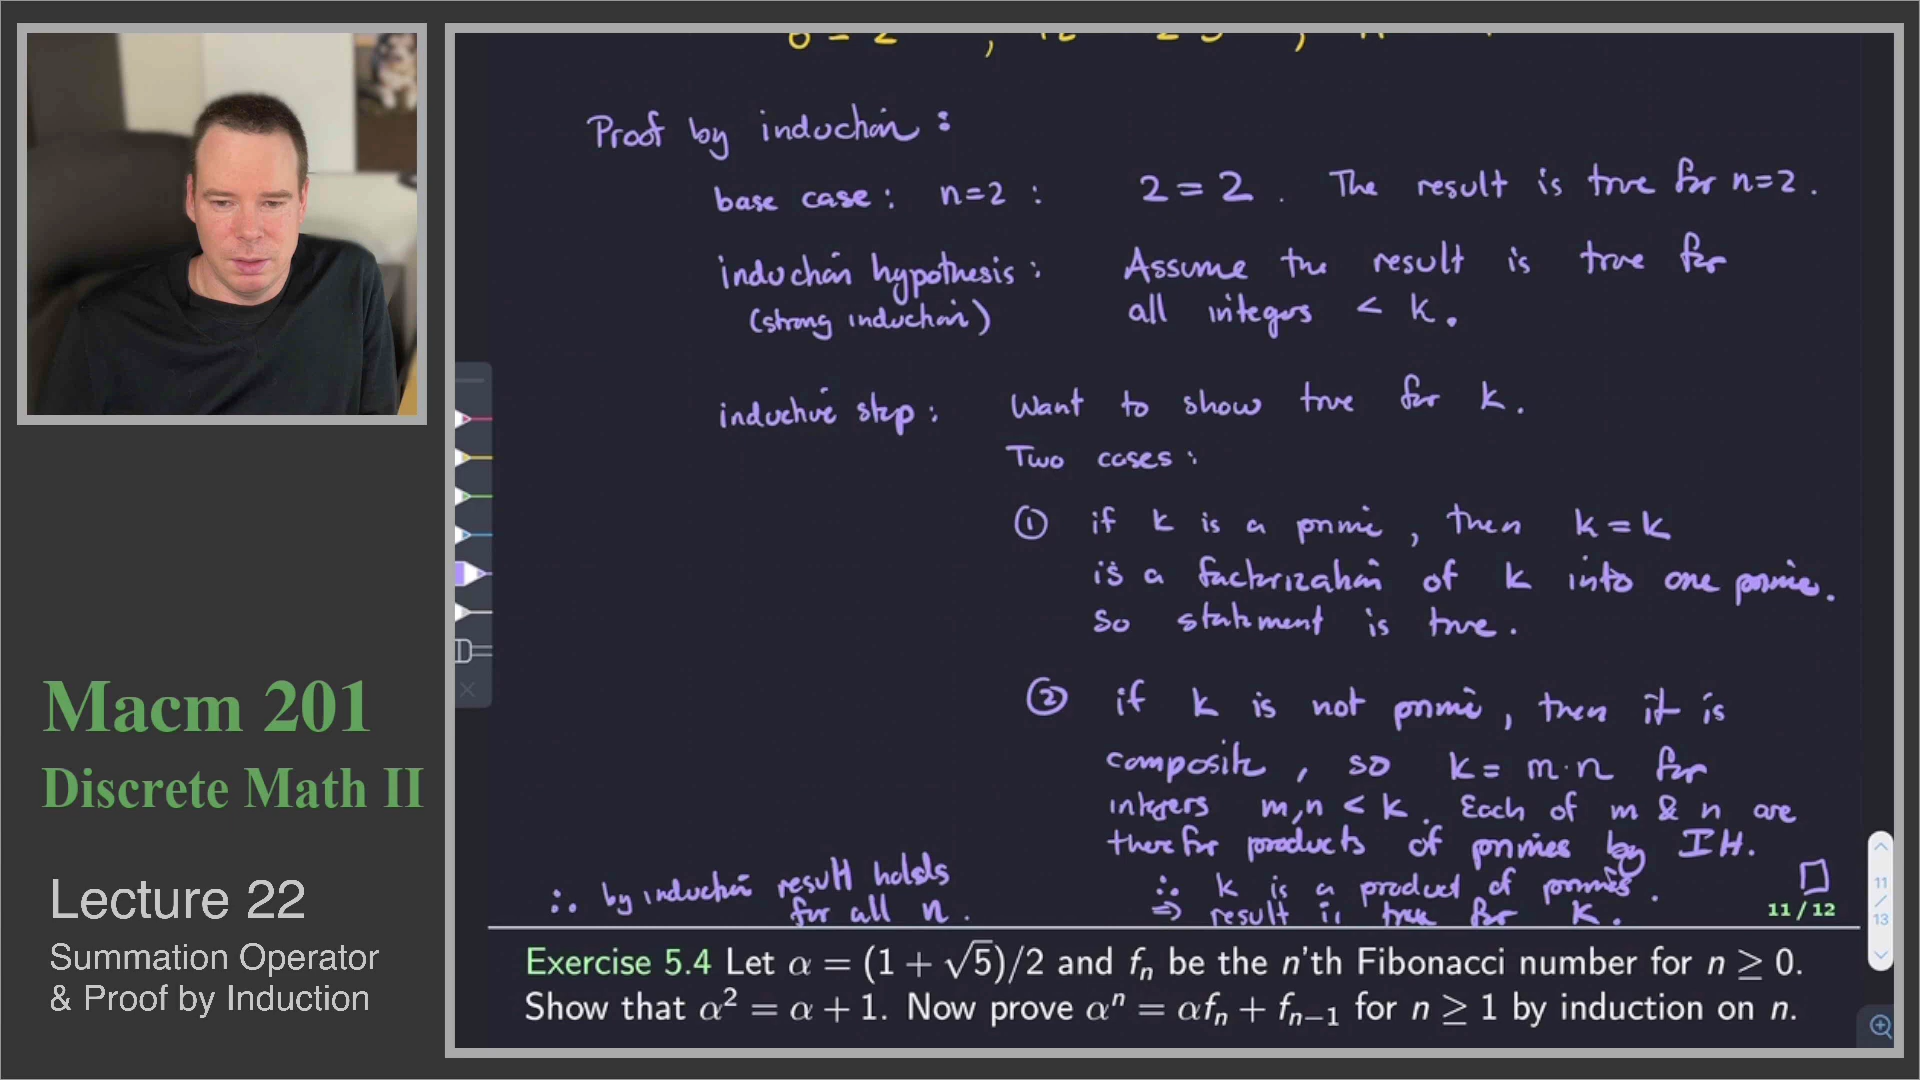 Proof by induction :
base case : n=2 : 2 = 2 . The result is true for n=2 .
induction hypothesis : Assume the result is true for
(strong induction) all integers < k .
inductive step : Want to show true for k .
Two cases :
① if k is a prime , then k = k
is a factorization of k into one prime .
so statement is true .
② if k is not prime , then it is
composite , so k = m·n for
integers m,n < k . Each of m & n are
therefor products of primes by IH .
∴ k is a product of primes . □
⇒ result is true for k .
∴ by induction result holds
for all n .
11 / 12
11
/
13
Exercise 5.4 Let α = (1 + √5)/2 and fₙ be the n'th Fibonacci number for n ≥ 0.
Show that α² = α + 1. Now prove αⁿ = αfₙ + fₙ₋₁ for n ≥ 1 by induction on n.
Macm 201
Discrete Math II
Lecture 22
Summation Operator
& Proof by Induction